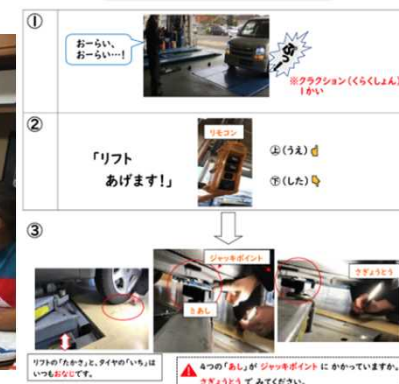 ①
おーらい、
おーらい…!
ぷっ!
※クラクション(くらくしょん)
1かい
②
「リフト
あげます!」
リモコン
上(うえ)
下(した)
③
ジャッキポイント
さぎょうとう
あし
リフトの「たかさ」と、タイヤの「いち」は
いつもおなじです。
4つの「あし」が ジャッキポイント に かかっていますか。
さぎょうとう で みてください。